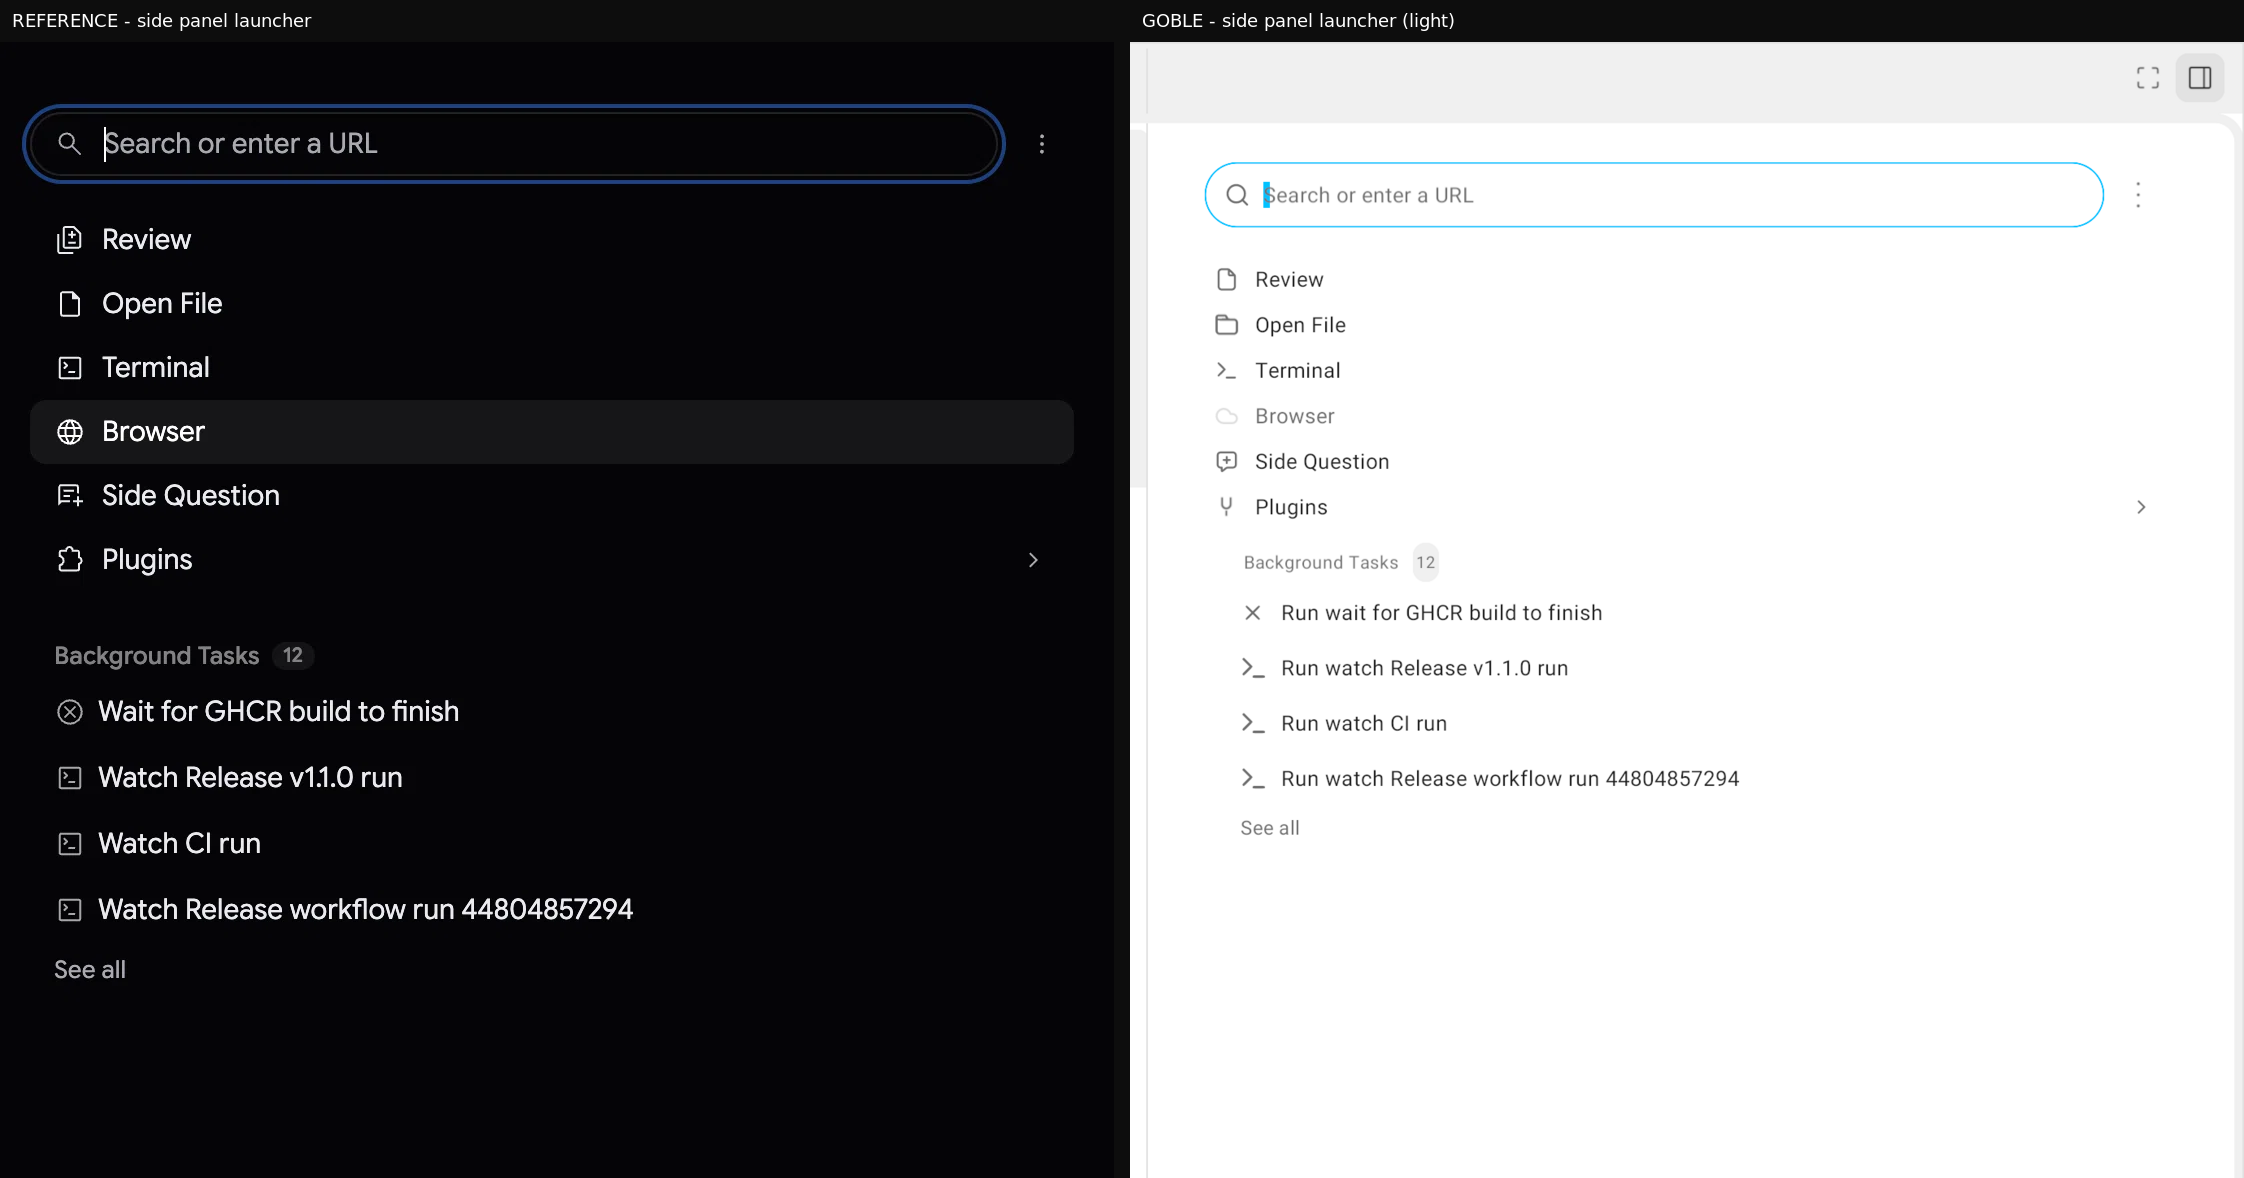 REFERENCE - side panel launcher
Search or enter a URL
Review
Open File
Terminal
Browser
Side Question
Plugins
Background Tasks 12
Wait for GHCR build to finish
Watch Release v1.1.0 run
Watch CI run
Watch Release workflow run 44804857294
See all
GOBLE - side panel launcher (light)
Search or enter a URL
Review
Open File
Terminal
Browser
Side Question
Plugins
Background Tasks 12
Run wait for GHCR build to finish
Run watch Release v1.1.0 run
Run watch CI run
Run watch Release workflow run 44804857294
See all